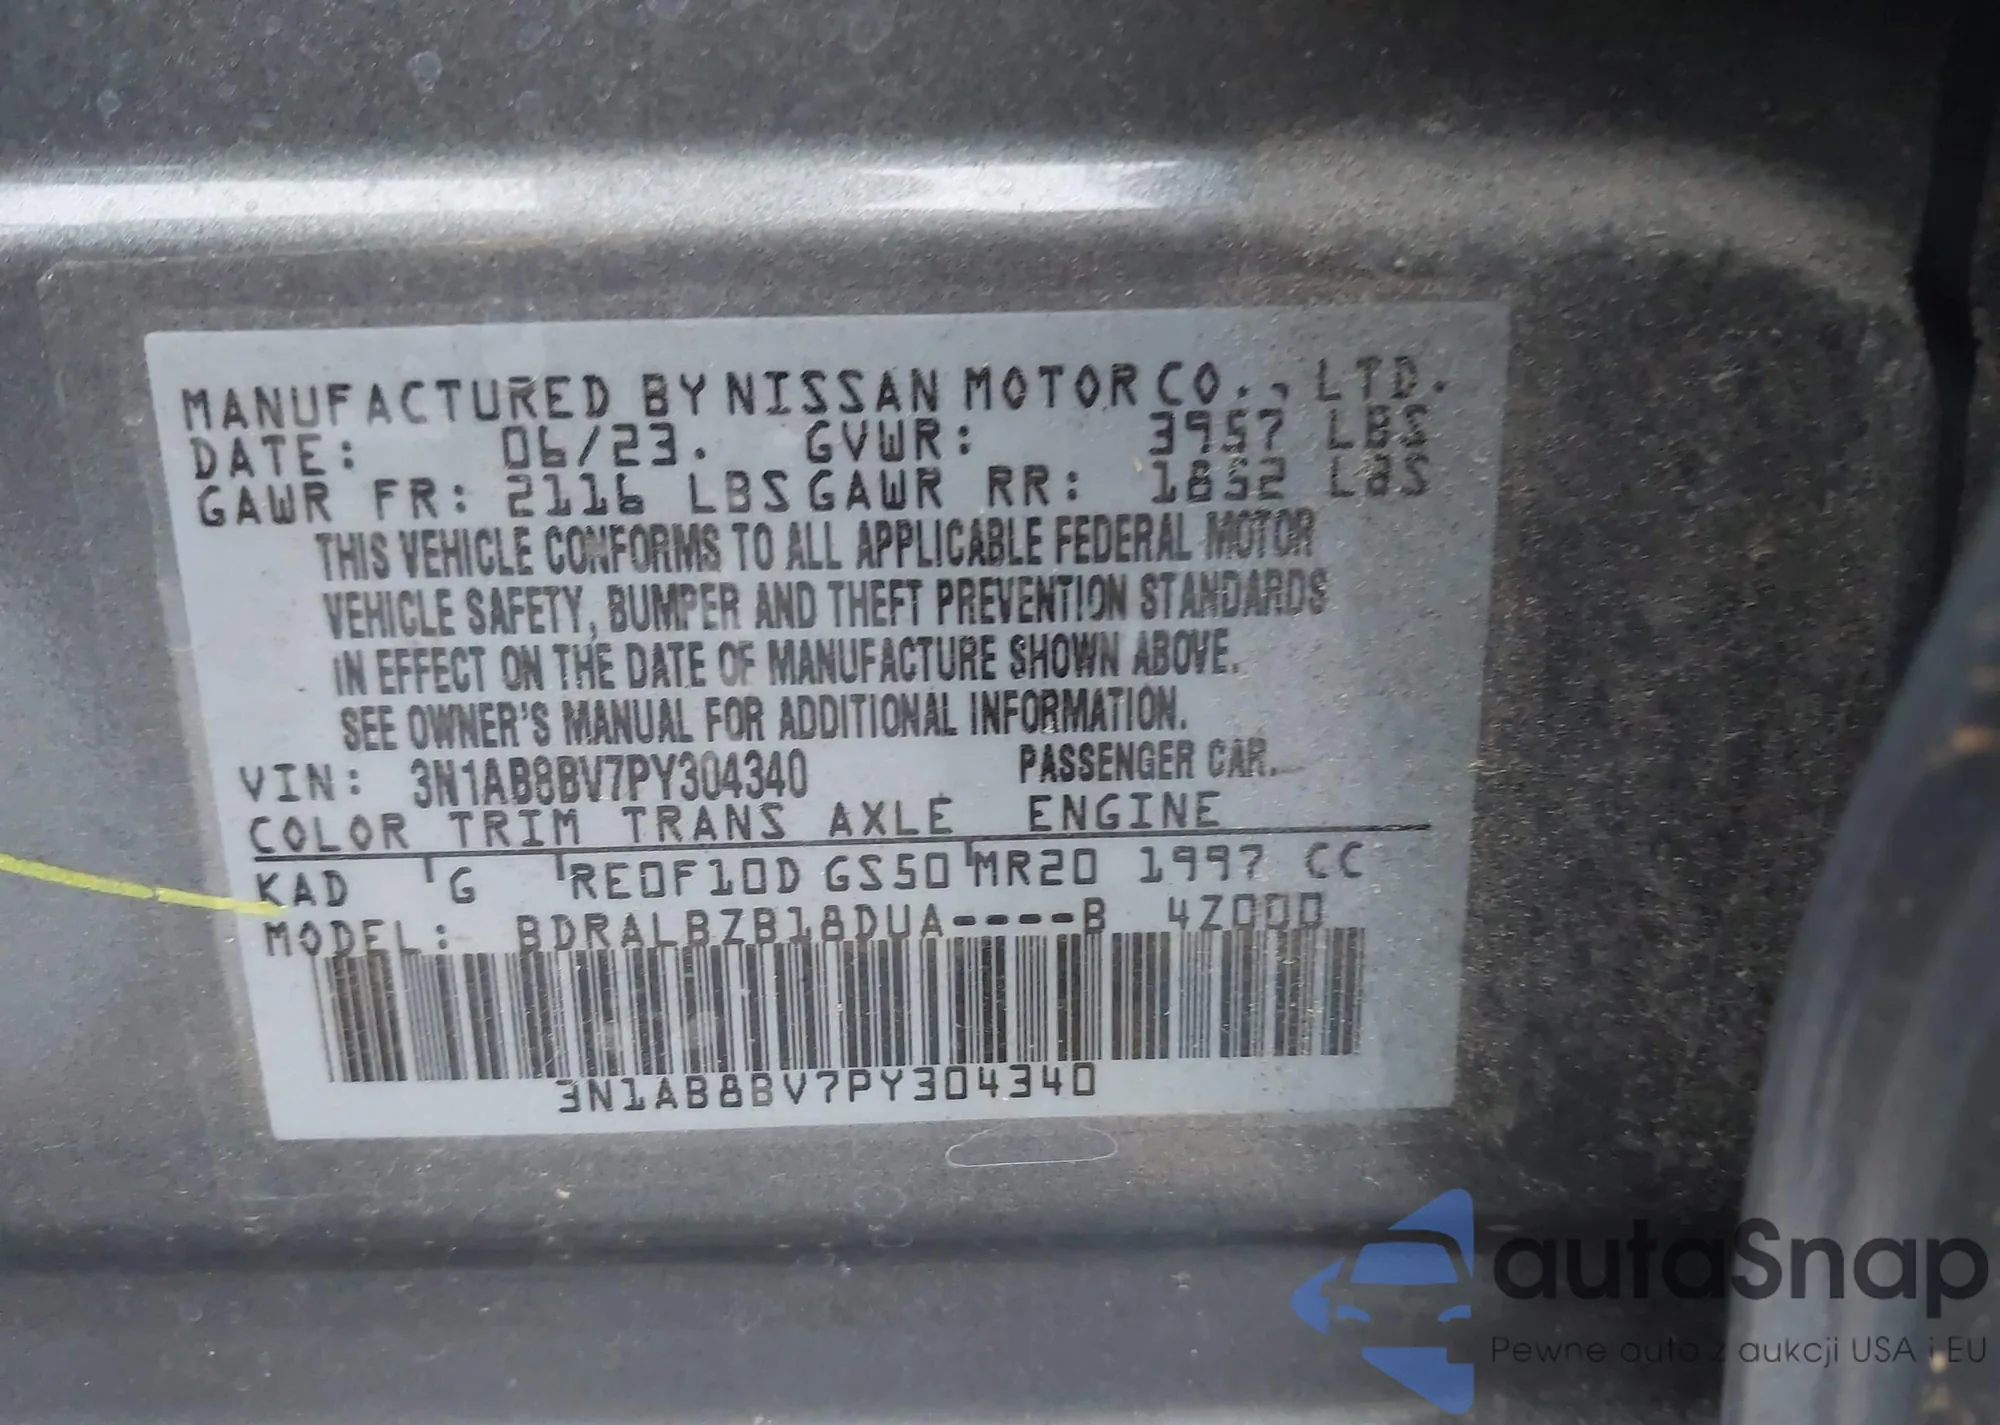 MANUFACTURED BY NISSAN MOTOR CO., LTD.
DATE: 06/23. GVWR: 3957 LBS
GAWR FR: 2116 LBS GAWR RR: 1852 LBS
THIS VEHICLE CONFORMS TO ALL APPLICABLE FEDERAL MOTOR
VEHICLE SAFETY, BUMPER AND THEFT PREVENTION STANDARDS
IN EFFECT ON THE DATE OF MANUFACTURE SHOWN ABOVE.
SEE OWNER'S MANUAL FOR ADDITIONAL INFORMATION.
VIN: 3N1AB8BV7PY304340 PASSENGER CAR.
COLOR TRIM TRANS AXLE ENGINE
KAD G RE0F10D GS50 MR20 1997 CC
MODEL: BDRALBZB18DUA----B 4Z000
3N1AB8BV7PY304340
autaSnap
Pewne auta z aukcji USA i EU